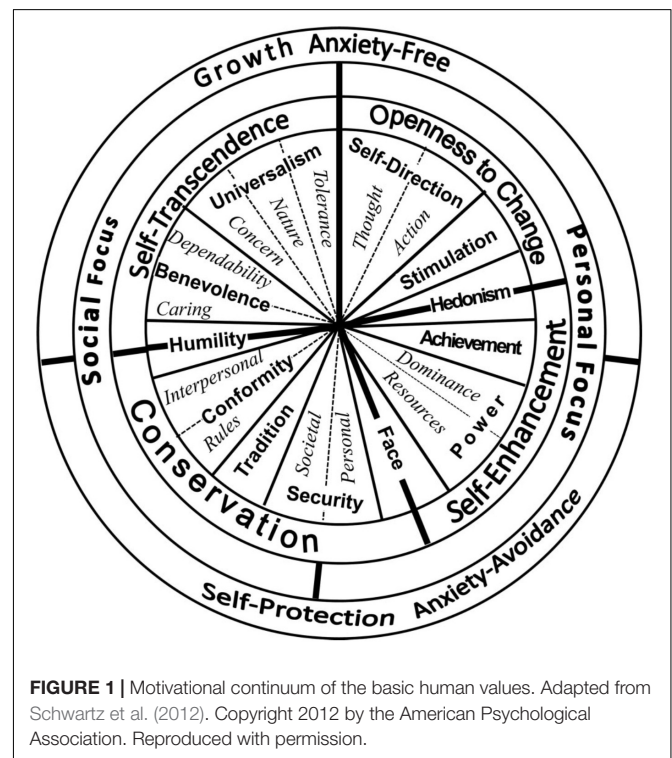 Growth Anxiety-Free
Self-Transcendence
Openness to Change
Social Focus
Personal Focus
Universalism
Tolerance
Nature
Concern
Self-Direction
Thought
Action
Stimulation
Hedonism
Dependability
Benevolence
Caring
Humility
Achievement
Dominance
Resources
Power
Self-Enhancement
Interpersonal
Conformity
Rules
Tradition
Societal
Personal
Security
Face
Conservation
Self-Protection Anxiety-Avoidance
FIGURE 1 | Motivational continuum of the basic human values. Adapted from
Schwartz et al. (2012). Copyright 2012 by the American Psychological
Association. Reproduced with permission.